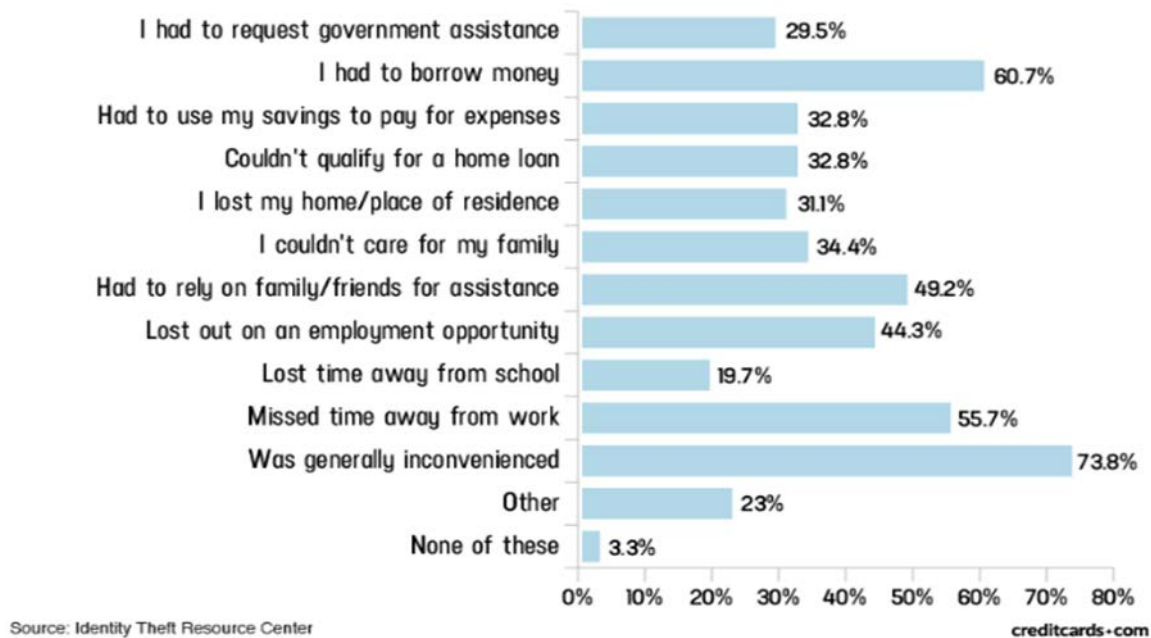 I had to request government assistance 29.5%
I had to borrow money 60.7%
Had to use my savings to pay for expenses 32.8%
Couldn't qualify for a home loan 32.8%
I lost my home/place of residence 31.1%
I couldn't care for my family 34.4%
Had to rely on family/friends for assistance 49.2%
Lost out on an employment opportunity 44.3%
Lost time away from school 19.7%
Missed time away from work 55.7%
Was generally inconvenienced 73.8%
Other 23%
None of these 3.3%
0% 10% 20% 30% 40% 50% 60% 70% 80%
Source: Identity Theft Resource Center creditcards•com